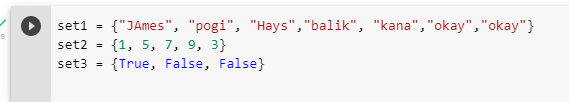 set1 = {"JAmes", "pogi", "Hays","balik", "kana","okay","okay"}
set2 = {1, 5, 7, 9, 3}
set3 = {True, False, False}